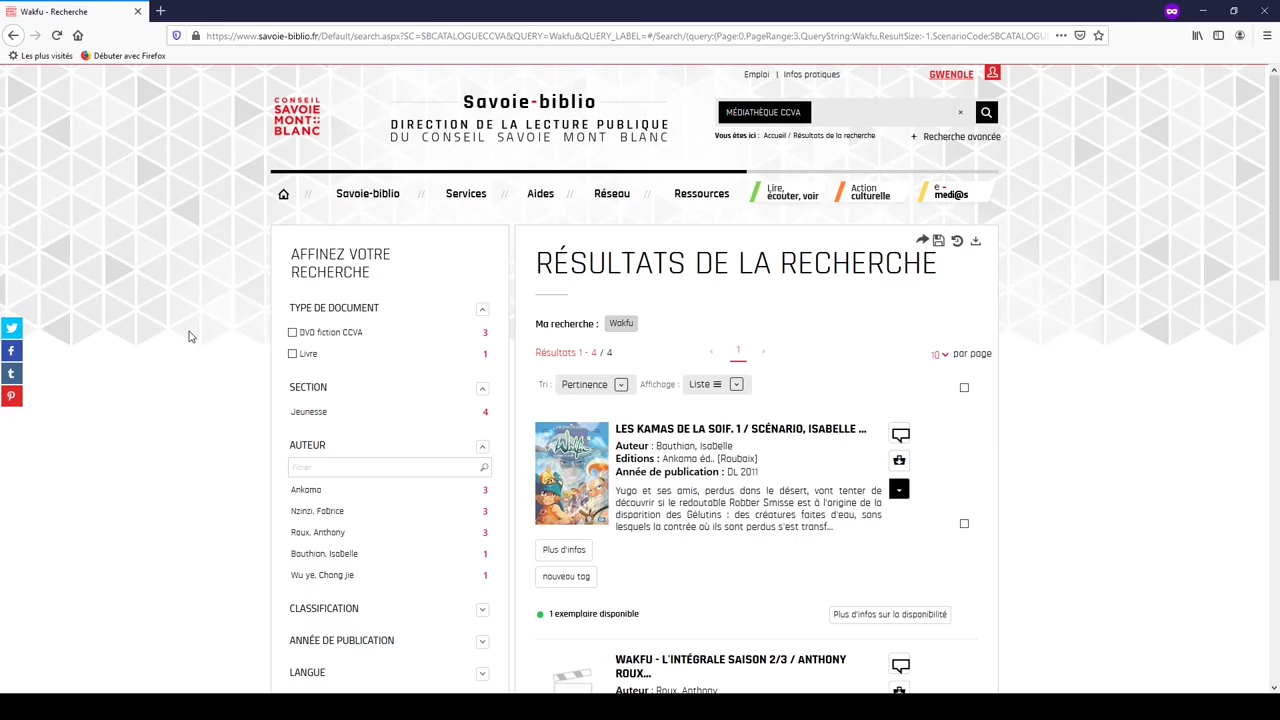 Wakfu - Recherche
https://www.savoie-biblio.fr/Default/search.aspx?SC=SBCATALOGUECCVA&QUERY=Wakfu&QUERY_LABEL=#/Search/(query:(Page:0,PageRange:3,QueryString:Wakfu,ResultSize:-1,ScenarioCode:SBCATALOGUECCVA
Les plus visités Débuter avec Firefox
Emploi | Infos pratiques GWENOLE
CONSEIL
SAVOIE
MONT
BLANC
Savoie-biblio
DIRECTION DE LA LECTURE PUBLIQUE
DU CONSEIL SAVOIE MONT BLANC
MÉDIATHÈQUE CCVA ×
Vous êtes ici : Accueil / Résultats de la recherche + Recherche avancée
Savoie-biblio // Services // Aides // Réseau // Ressources
Lire,
écouter, voir
Action
culturelle
e -
medi@s
AFFINEZ VOTRE
RECHERCHE
TYPE DE DOCUMENT
DVD fiction CCVA 3
Livre 1
SECTION
Jeunesse 4
AUTEUR
Filtrer
Ankama 3
Nzinzi, Fabrice 3
Roux, Anthony 3
Bauthian, Isabelle 1
Wu ye, Chang jie 1
CLASSIFICATION
ANNÉE DE PUBLICATION
LANGUE
RÉSULTATS DE LA RECHERCHE
Ma recherche : Wakfu
Résultats 1 - 4 / 4 ‹ 1 › 10 par page
Tri : Pertinence Affichage : Liste
LES KAMAS DE LA SOIF. 1 / SCÉNARIO, ISABELLE ...
Auteur : Bauthian, Isabelle
Editions : Ankama éd.. [Roubaix]
Année de publication : DL 2011
Yugo et ses amis, perdus dans le désert, vont tenter de
découvrir si le redoutable Robber Smisse est à l'origine de la
disparition des Gélutins : des créatures faites d'eau, sans
lesquels la contrée où ils sont perdus s'est transf...
Wakfu
Plus d'infos
nouveau tag
1 exemplaire disponible Plus d'infos sur la disponibilité
WAKFU - L'INTÉGRALE SAISON 2/3 / ANTHONY
ROUX...
Auteur : Roux, Anthony